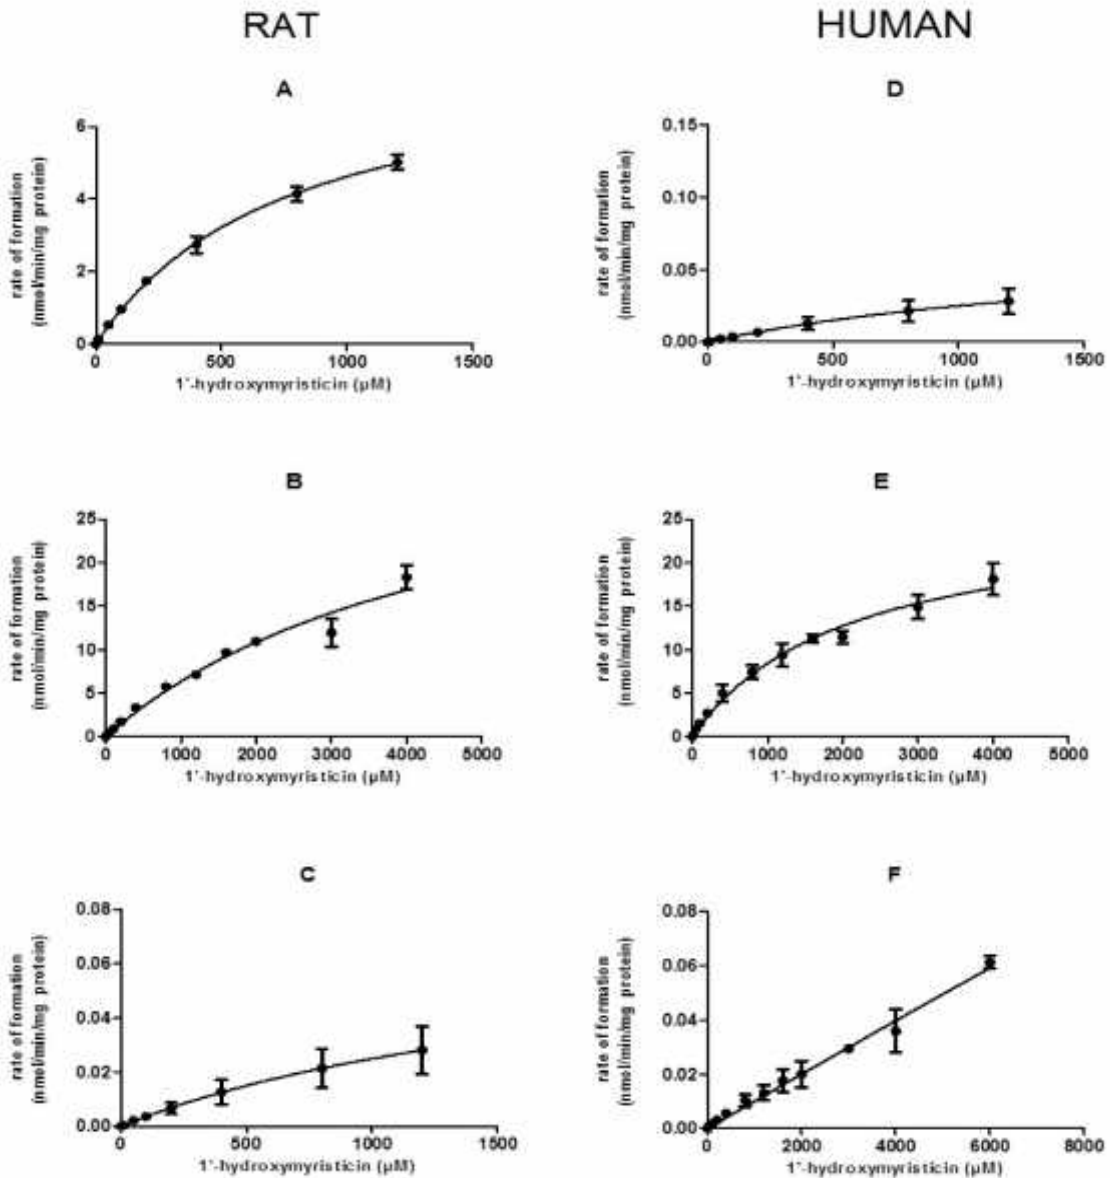 RAT
HUMAN
A
6
4
2
0
rate of formation
(nmol/min/mg protein)
0 500 1000 1500
1'-hydroxymyristicin (µM)
D
0.15
0.10
0.05
0.00
rate of formation
(nmol/min/mg protein)
0 500 1000 1500
1'-hydroxymyristicin (µM)
B
25
20
15
10
5
0
rate of formation
(nmol/min/mg protein)
0 1000 2000 3000 4000 5000
1'-hydroxymyristicin (µM)
E
25
20
15
10
5
0
rate of formation
(nmol/min/mg protein)
0 1000 2000 3000 4000 5000
1'-hydroxymyristicin (µM)
C
0.08
0.06
0.04
0.02
0.00
rate of formation
(nmol/min/mg protein)
0 500 1000 1500
1'-hydroxymyristicin (µM)
F
0.08
0.06
0.04
0.02
0.00
rate of formation
(nmol/min/mg protein)
0 2000 4000 6000 8000
1'-hydroxymyristicin (µM)